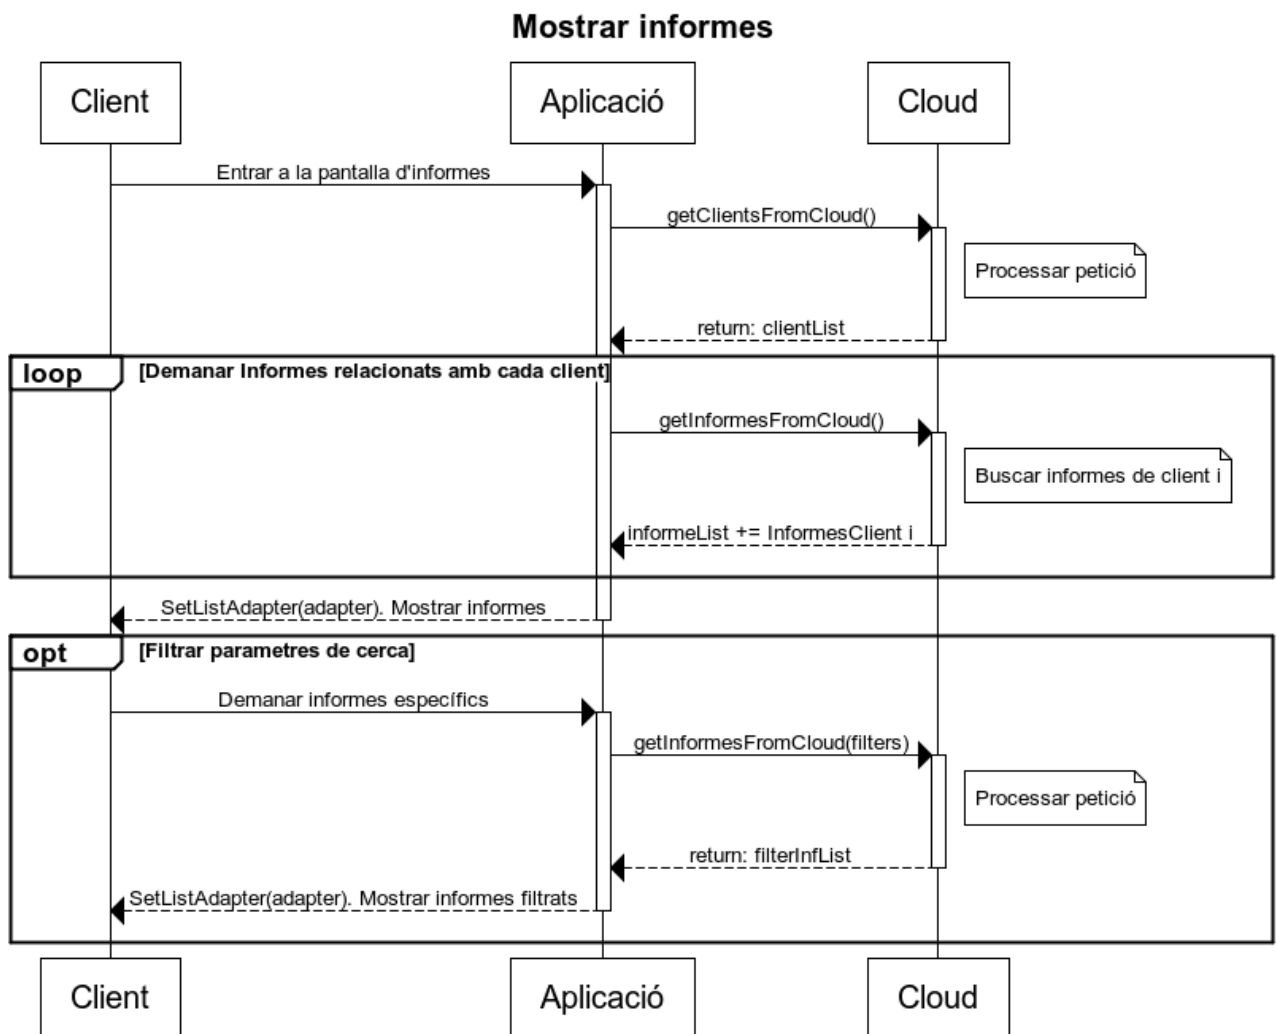 Mostrar informes
Client
Aplicació
Cloud
Entrar a la pantalla d'informes
getClientsFromCloud()
Processar petició
return: clientList
loop
[Demanar Informes relacionats amb cada client]
getInformesFromCloud()
Buscar informes de client i
informeList += InformesClient i
SetListAdapter(adapter). Mostrar informes
opt
[Filtrar parametres de cerca]
Demanar informes específics
getInformesFromCloud(filters)
Processar petició
return: filterInfList
SetListAdapter(adapter). Mostrar informes filtrats
Client
Aplicació
Cloud